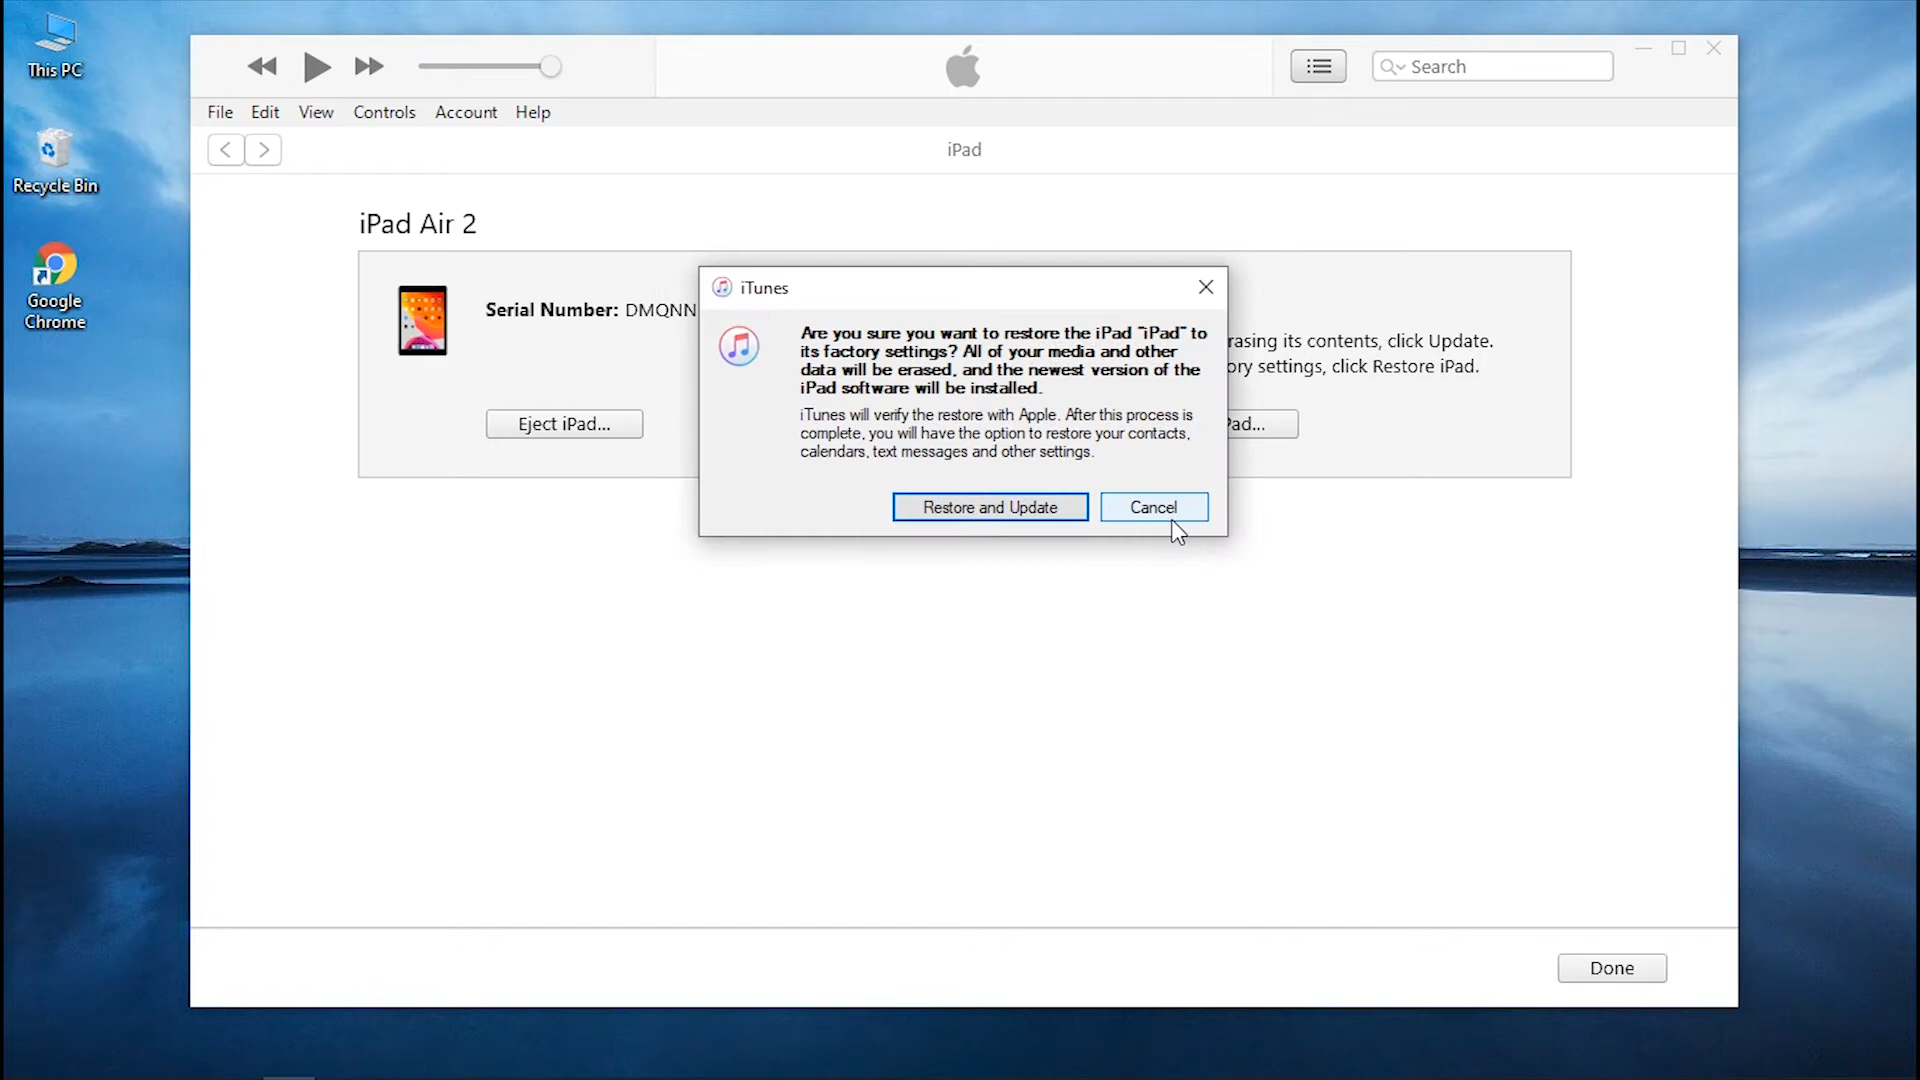 This PC
Recycle Bin
Google
Chrome
Search
File Edit View Controls Account Help
iPad
iPad Air 2
Serial Number: DMQNN
rasing its contents, click Update.
ory settings, click Restore iPad.
Eject iPad...
Pad...
iTunes
Are you sure you want to restore the iPad “iPad” to
its factory settings? All of your media and other
data will be erased, and the newest version of the
iPad software will be installed.
iTunes will verify the restore with Apple. After this process is
complete, you will have the option to restore your contacts,
calendars, text messages and other settings.
Restore and Update
Cancel
Done